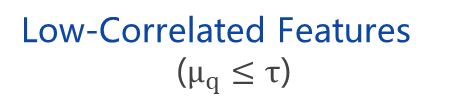 Low-Correlated Features
(μq ≤ τ)